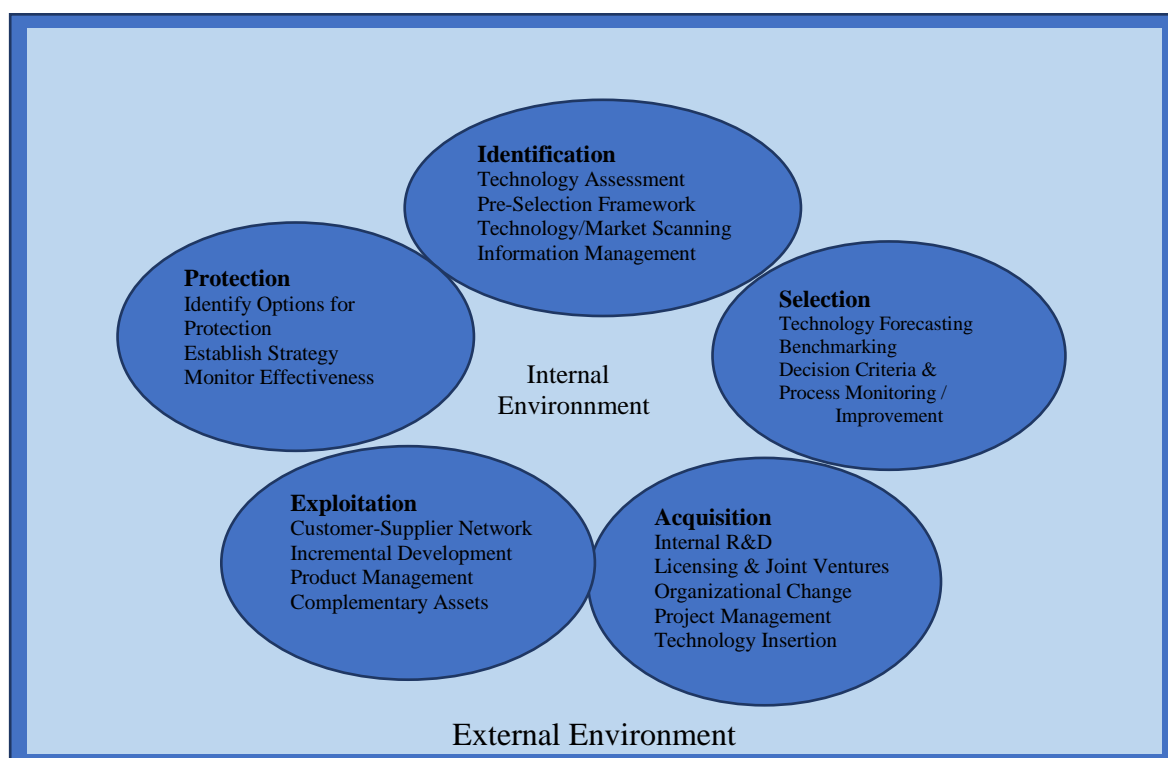 Identification
Technology Assessment
Pre-Selection Framework
Technology/Market Scanning
Information Management
Protection
Identify Options for
Protection
Establish Strategy
Monitor Effectiveness
Selection
Technology Forecasting
Benchmarking
Decision Criteria &
Process Monitoring /
Improvement
Internal
Environnment
Exploitation
Customer-Supplier Network
Incremental Development
Product Management
Complementary Assets
Acquisition
Internal R&D
Licensing & Joint Ventures
Organizational Change
Project Management
Technology Insertion
External Environment